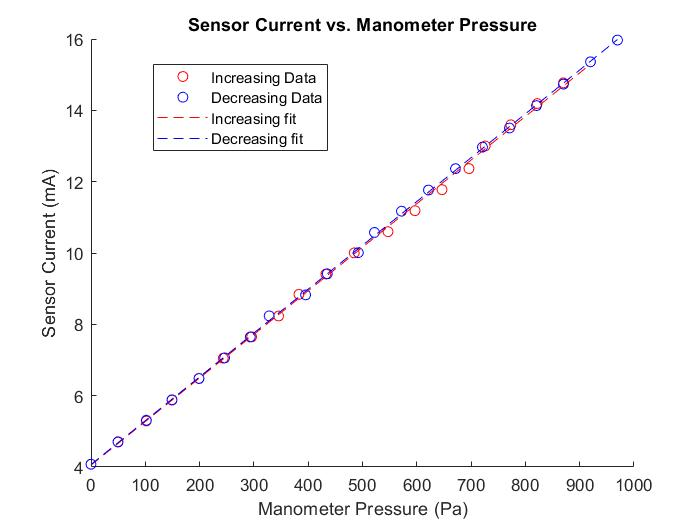 Sensor Current vs. Manometer Pressure
16
14
12
10
8
6
4
Sensor Current (mA)
Increasing Data
Decreasing Data
Increasing fit
Decreasing fit
0 100 200 300 400 500 600 700 800 900 1000
Manometer Pressure (Pa)